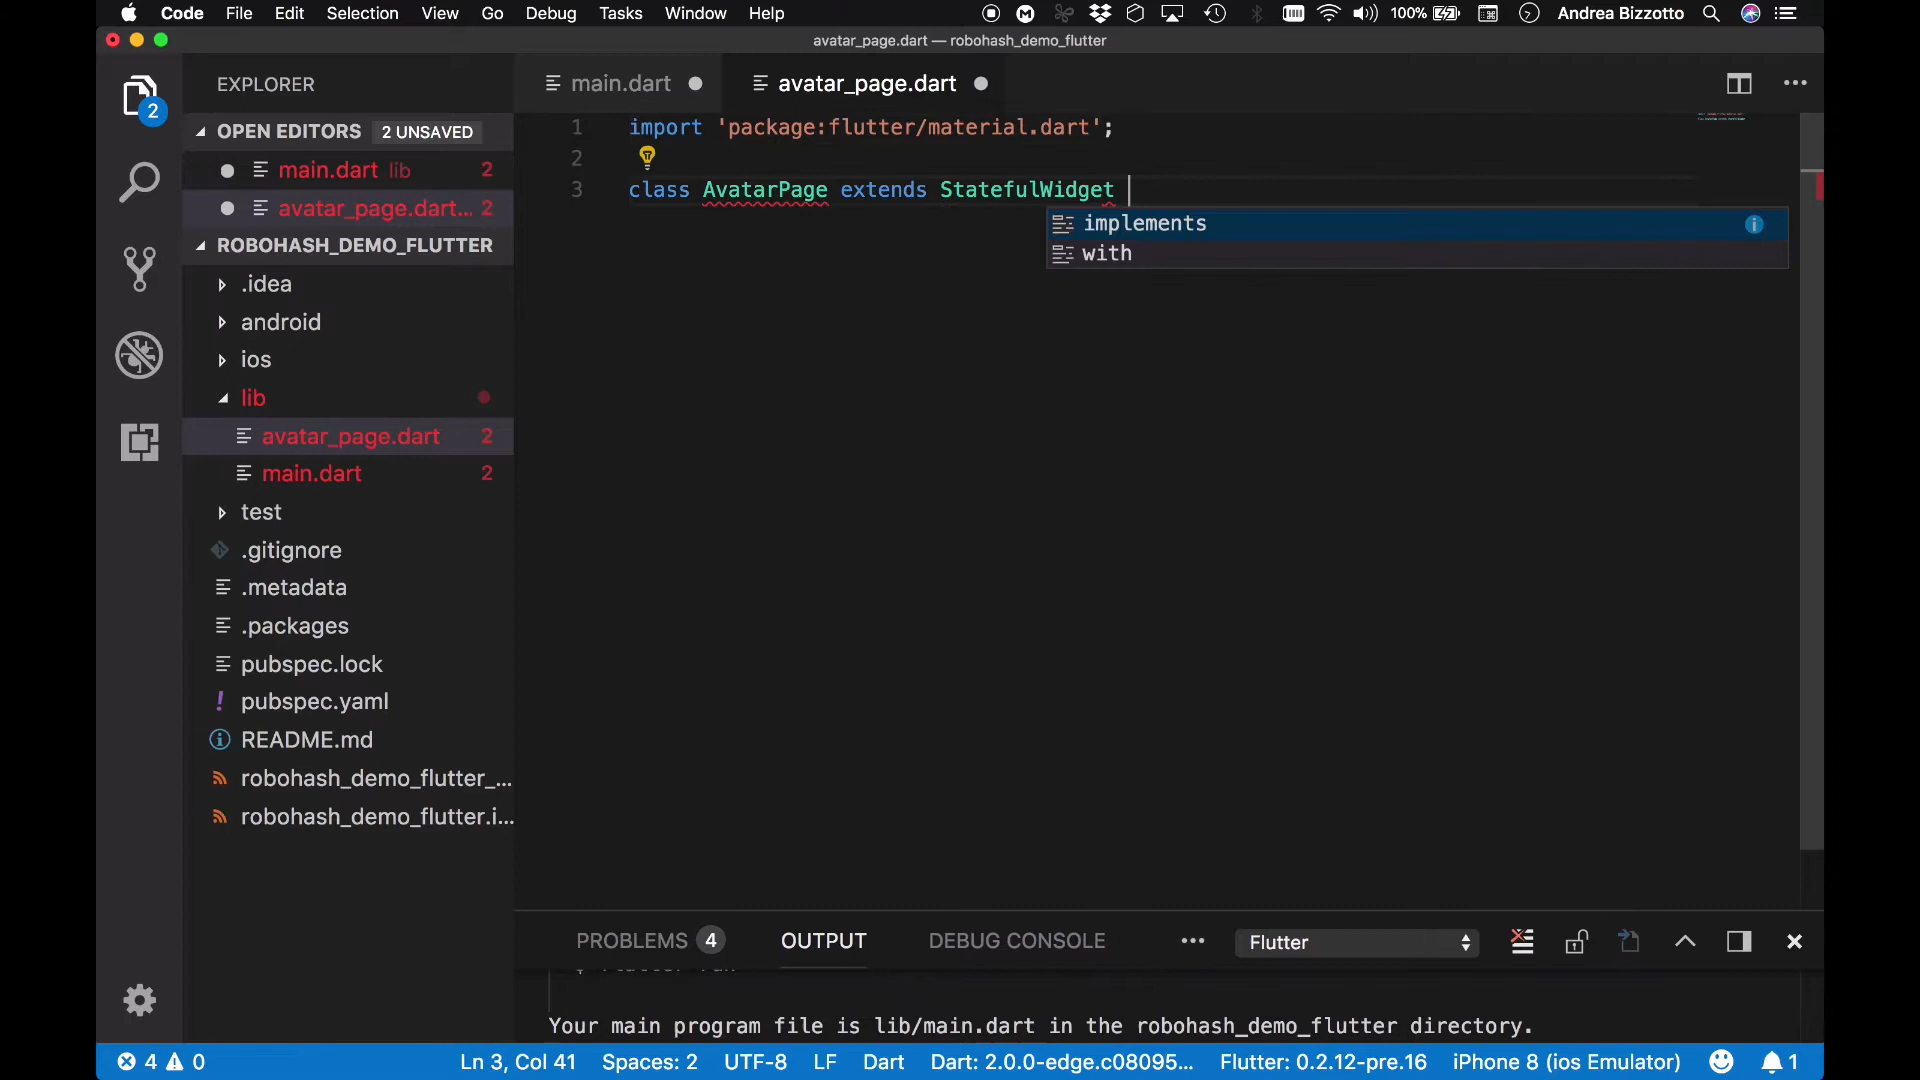 Code File Edit Selection View Go Debug Tasks Window Help 100% Andrea Bizzotto
avatar_page.dart — robohash_demo_flutter
EXPLORER
main.dart
avatar_page.dart
OPEN EDITORS 2 UNSAVED
main.dart lib 2
avatar_page.dart... 2
ROBOHASH_DEMO_FLUTTER
.idea
android
ios
lib
avatar_page.dart 2
main.dart 2
test
.gitignore
.metadata
.packages
pubspec.lock
pubspec.yaml
README.md
robohash_demo_flutter_...
robohash_demo_flutter.i...
2
1 import 'package:flutter/material.dart';
2
3 class AvatarPage extends StatefulWidget
implements
with
PROBLEMS 4 OUTPUT DEBUG CONSOLE ... Flutter
Your main program file is lib/main.dart in the robohash_demo_flutter directory.
4 0 Ln 3, Col 41 Spaces: 2 UTF-8 LF Dart Dart: 2.0.0-edge.c08095... Flutter: 0.2.12-pre.16 iPhone 8 (ios Emulator) 1